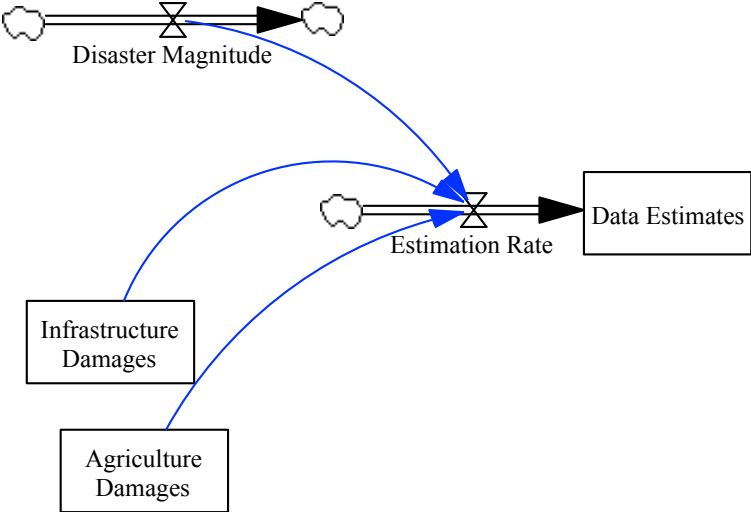 Disaster Magnitude
Data Estimates
Estimation Rate
Infrastructure
Damages
Agriculture
Damages